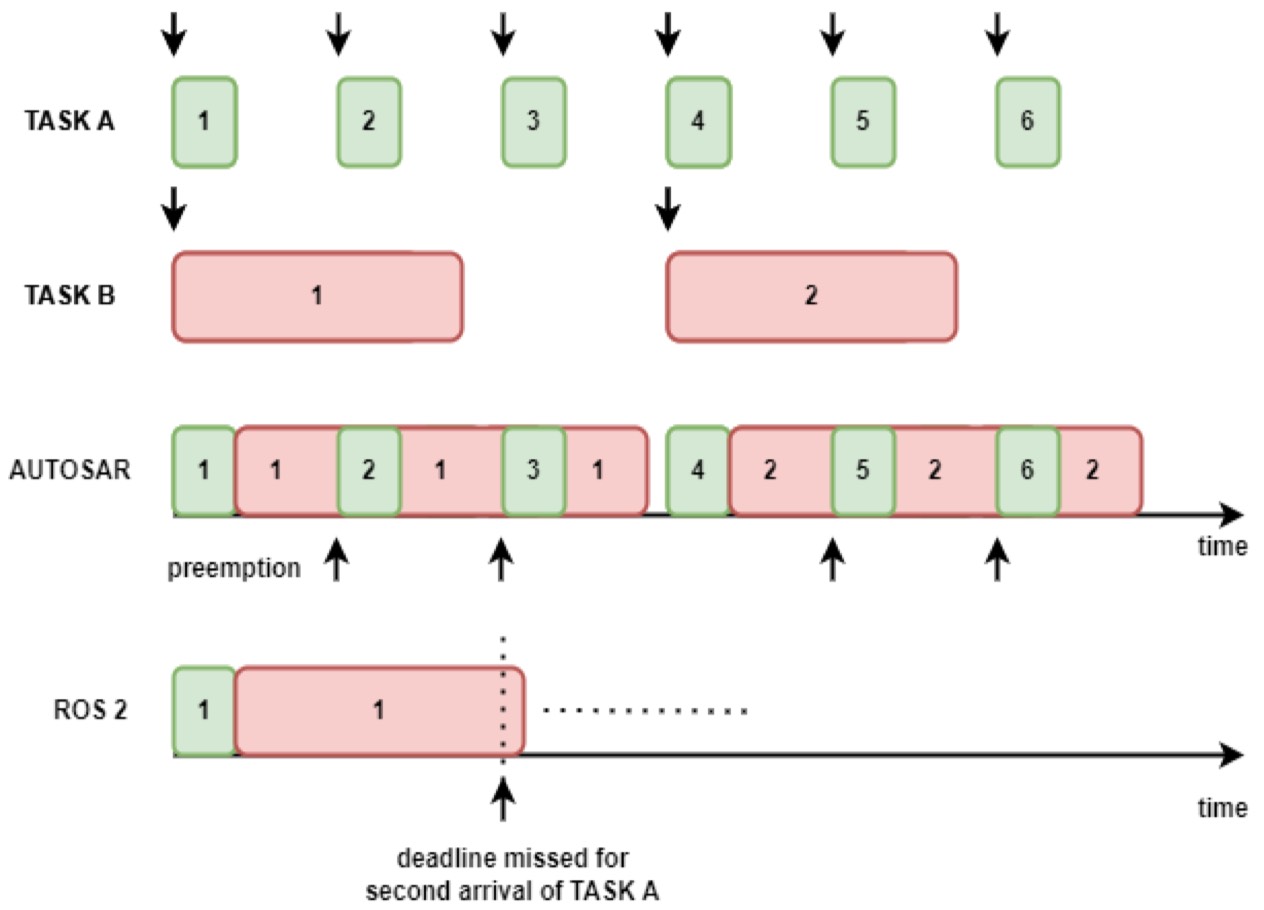 TASK A
1 2 3 4 5 6
TASK B
1 2
AUTOSAR
1 1 2 1 3 1 4 2 5 2 6 2
time
preemption
ROS 2
1 1
time
deadline missed for
second arrival of TASK A